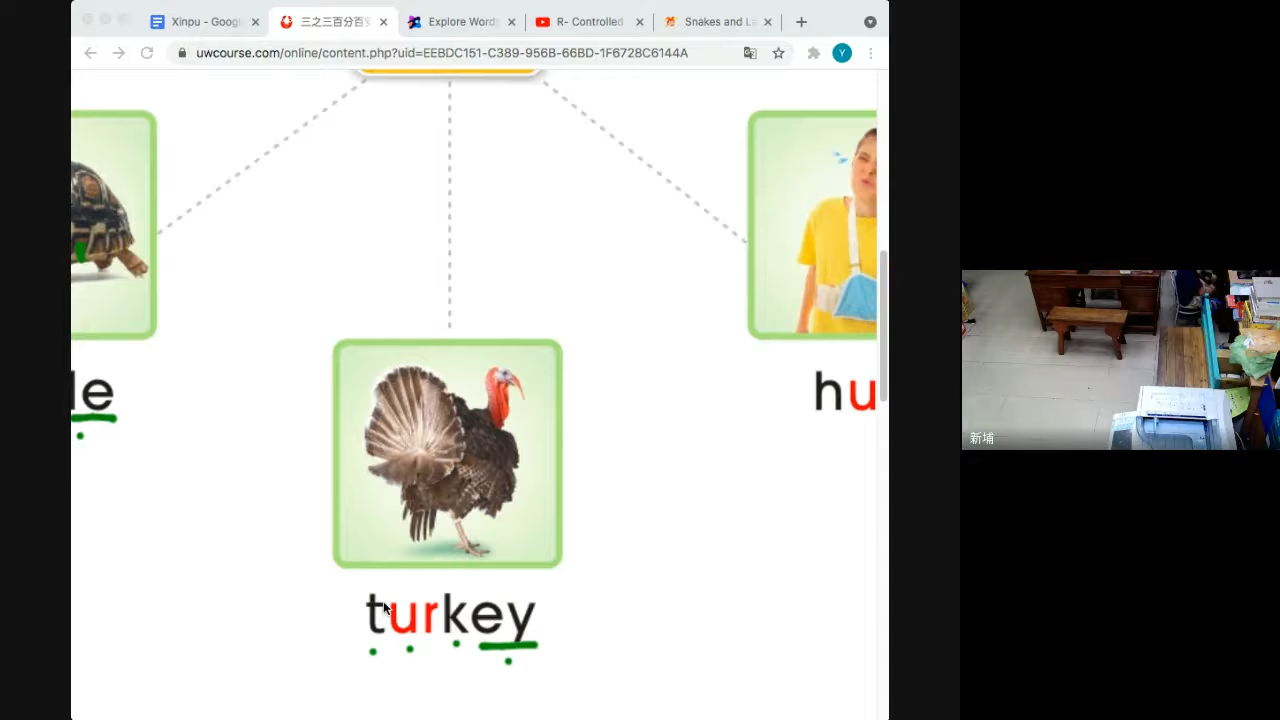 Xinpu - Googl
三之三百分百
Explore Word
R- Controlled
Snakes and La
uwcourse.com/online/content.php?uid=EEBDC151-C389-956B-66BD-1F6728C6144A
Y
le
hu
turkey
新埔